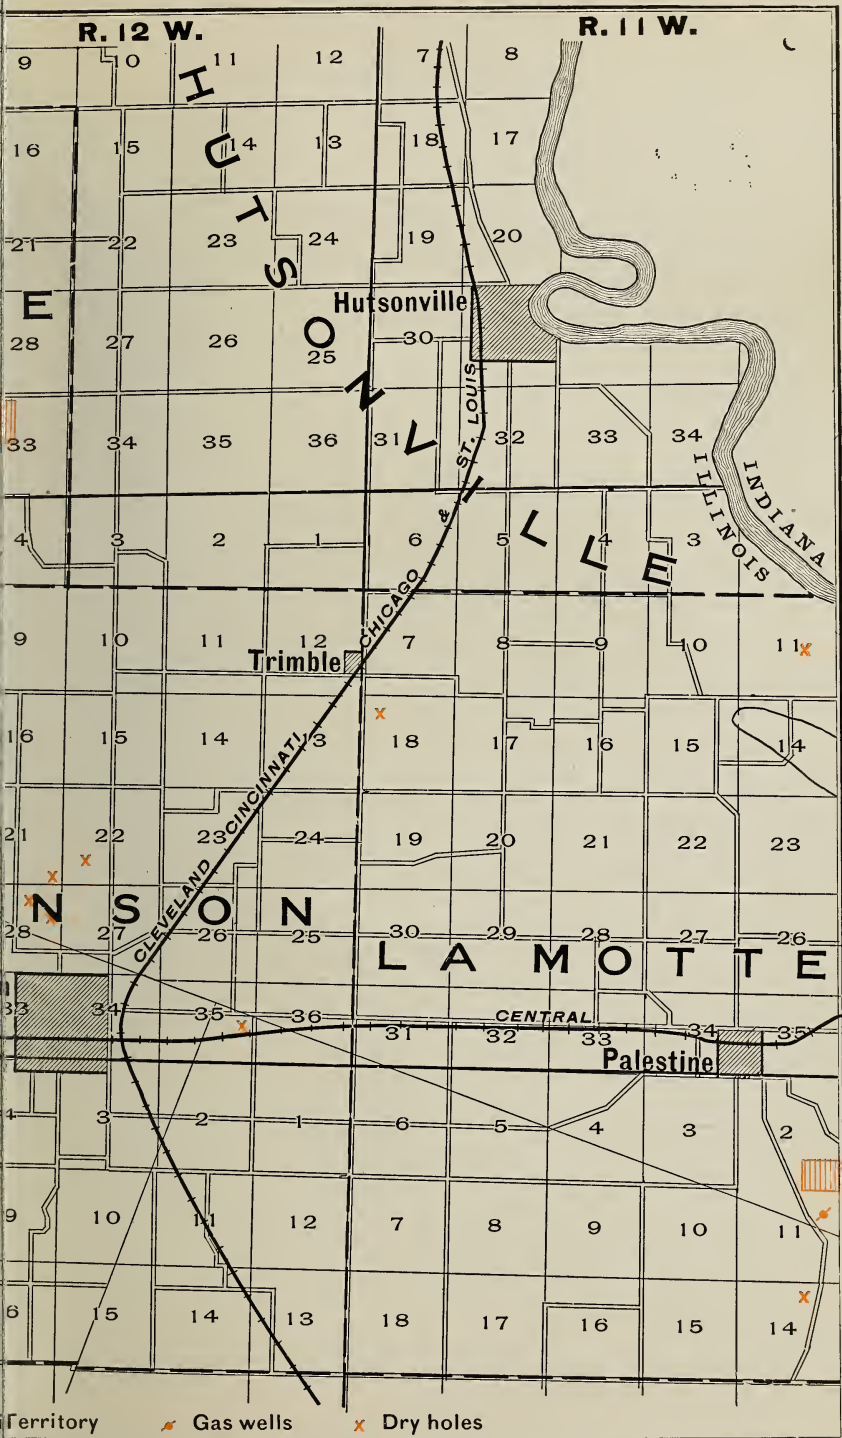 R. 12 W. R. 11 W.
9 10 11 12 7 8
16 15 14 13 18 17
21 22 23 24 19 20
HUTSONVILLE
E
Hutsonville
28 27 26 25 30
33 34 35 36 31 32 33 34
ST. LOUIS
&
CHICAGO
CINCINNATI
CLEVELAND
INDIANA
ILLINOIS
4 3 2 1 6 5 4 3
9 10 11 12 7 8 9 10 11
Trimble
16 15 14 13 18 17 16 15 14
21 22 23 24 19 20 21 22 23
NSON
28 27 26 25 30 29 28 27 26
LA MOTTE
33 34 35 36 31 32 33 34 35
CENTRAL
Palestine
4 3 2 1 6 5 4 3 2
9 10 11 12 7 8 9 10 11
6 15 14 13 18 17 16 15 14
Territory Gas wells Dry holes